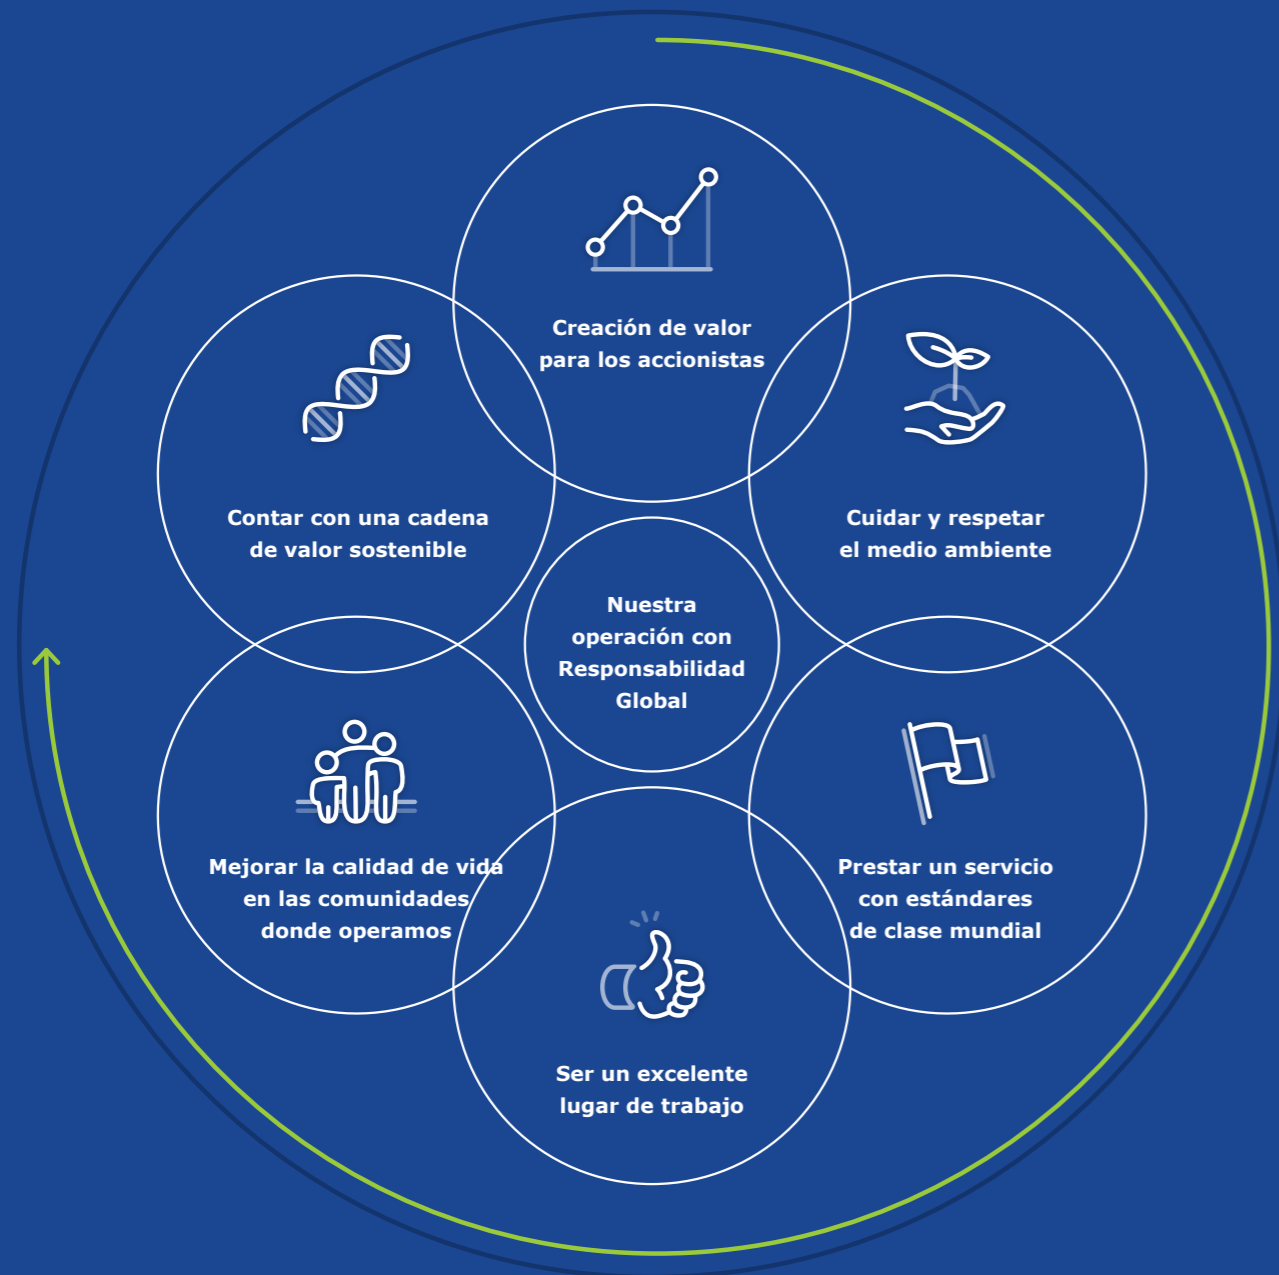 Creación de valor
para los accionistas
Cuidar y respetar
el medio ambiente
Prestar un servicio
con estándares
de clase mundial
Ser un excelente
lugar de trabajo
Mejorar la calidad de vida
en las comunidades
donde operamos
Contar con una cadena
de valor sostenible
Nuestra
operación con
Responsabilidad
Global